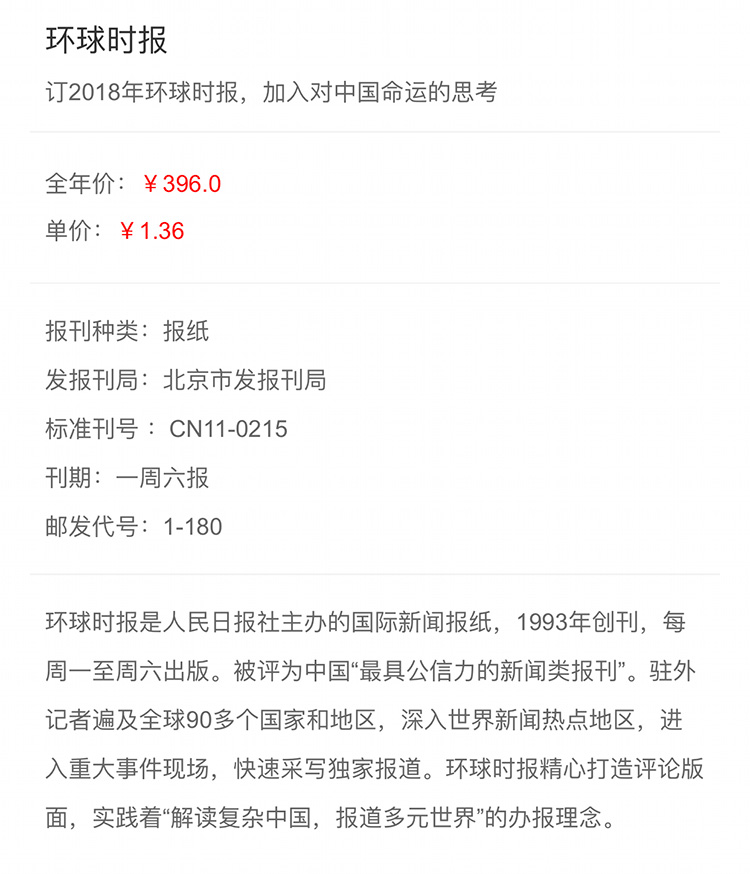 环球时报
订2018年环球时报，加入对中国命运的思考
全年价：￥396.0
单价：￥1.36
报刊种类：报纸
发报刊局：北京市发报刊局
标准刊号 ：CN11-0215
刊期：一周六报
邮发代号：1-180
环球时报是人民日报社主办的国际新闻报纸，1993年创刊，每
周一至周六出版。被评为中国“最具公信力的新闻类报刊”。驻外
记者遍及全球90多个国家和地区，深入世界新闻热点地区，进
入重大事件现场，快速采写独家报道。环球时报精心打造评论版
面，实践着“解读复杂中国，报道多元世界”的办报理念。